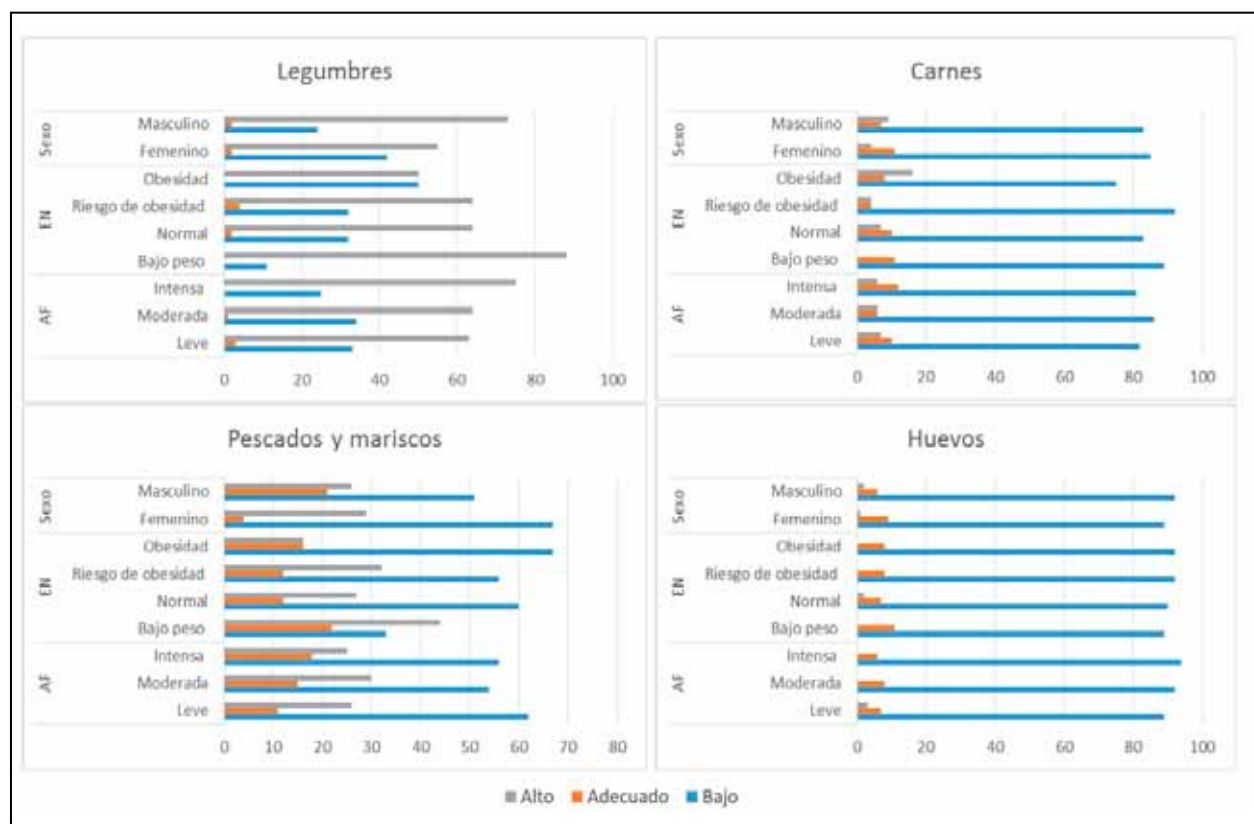 Legumbres
Sexo
Masculino
Femenino
EN
Obesidad
Riesgo de obesidad
Normal
Bajo peso
AF
Intensa
Moderada
Leve
0 20 40 60 80 100
Carnes
Sexo
Masculino
Femenino
EN
Obesidad
Riesgo de obesidad
Normal
Bajo peso
AF
Intensa
Moderada
Leve
0 20 40 60 80 100
Pescados y mariscos
Sexo
Masculino
Femenino
EN
Obesidad
Riesgo de obesidad
Normal
Bajo peso
AF
Intensa
Moderada
Leve
0 10 20 30 40 50 60 70 80
Huevos
Sexo
Masculino
Femenino
EN
Obesidad
Riesgo de obesidad
Normal
Bajo peso
AF
Intensa
Moderada
Leve
0 20 40 60 80 100
Alto Adecuado Bajo